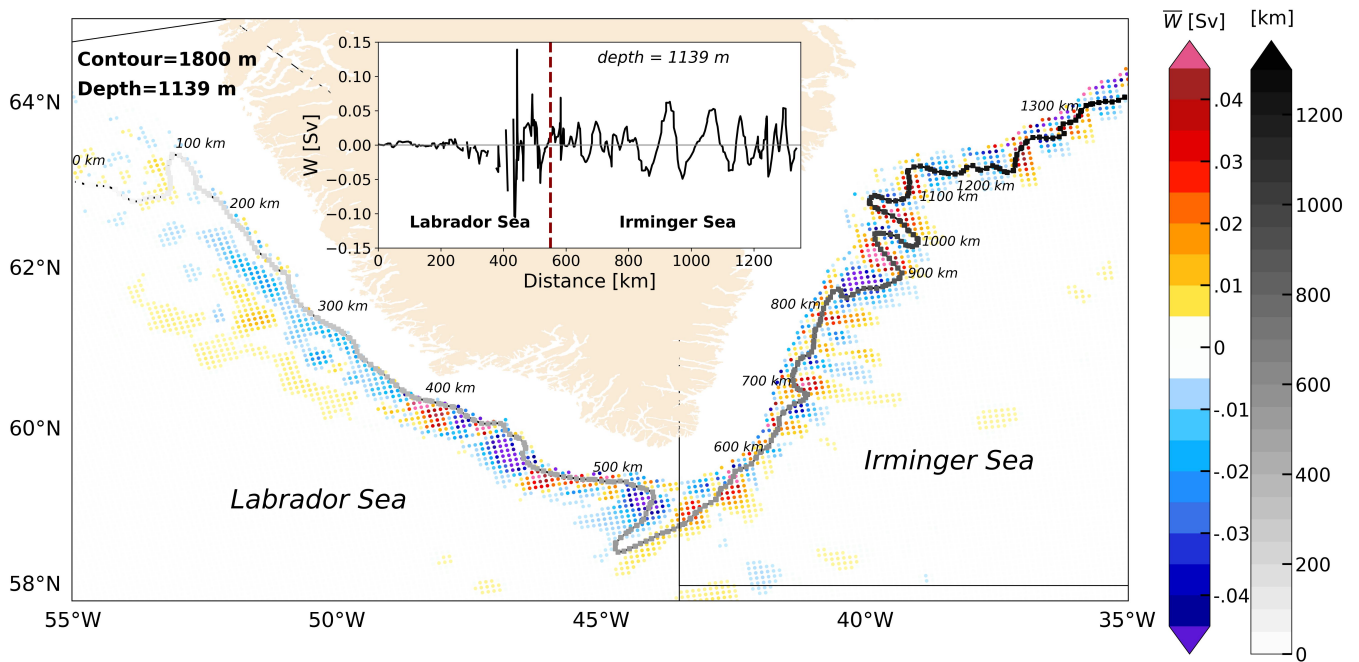 W [Sv]
[km]
Contour=1800 m
Depth=1139 m
0.15
0.10
0.05
0.00
−0.05
−0.10
−0.15
W [Sv]
depth = 1139 m
Labrador Sea
Irminger Sea
0
200
400
600
800
1000
1200
Distance [km]
64°N
62°N
60°N
58°N
0 km
100 km
200 km
300 km
400 km
500 km
600 km
700 km
800 km
900 km
1000 km
1100 km
1200 km
1300 km
Labrador Sea
Irminger Sea
55°W
50°W
45°W
40°W
35°W
.04
.03
.02
.01
0
-.01
-.02
-.03
-.04
1200
1000
800
600
400
200
0